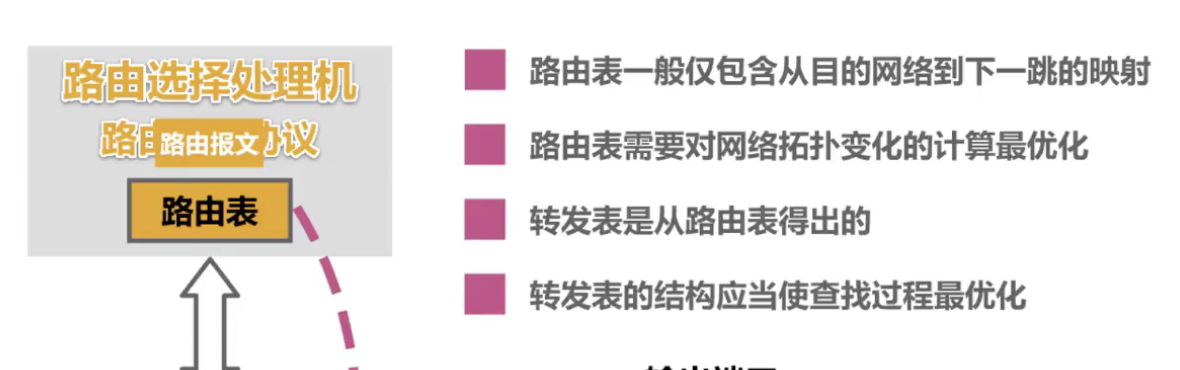 路由选择处理机
路由 协议
路由报文
路由表
路由表一般仅包含从目的网络到下一跳的映射
路由表需要对网络拓扑变化的计算最优化
转发表是从路由表得出的
转发表的结构应当使查找过程最优化